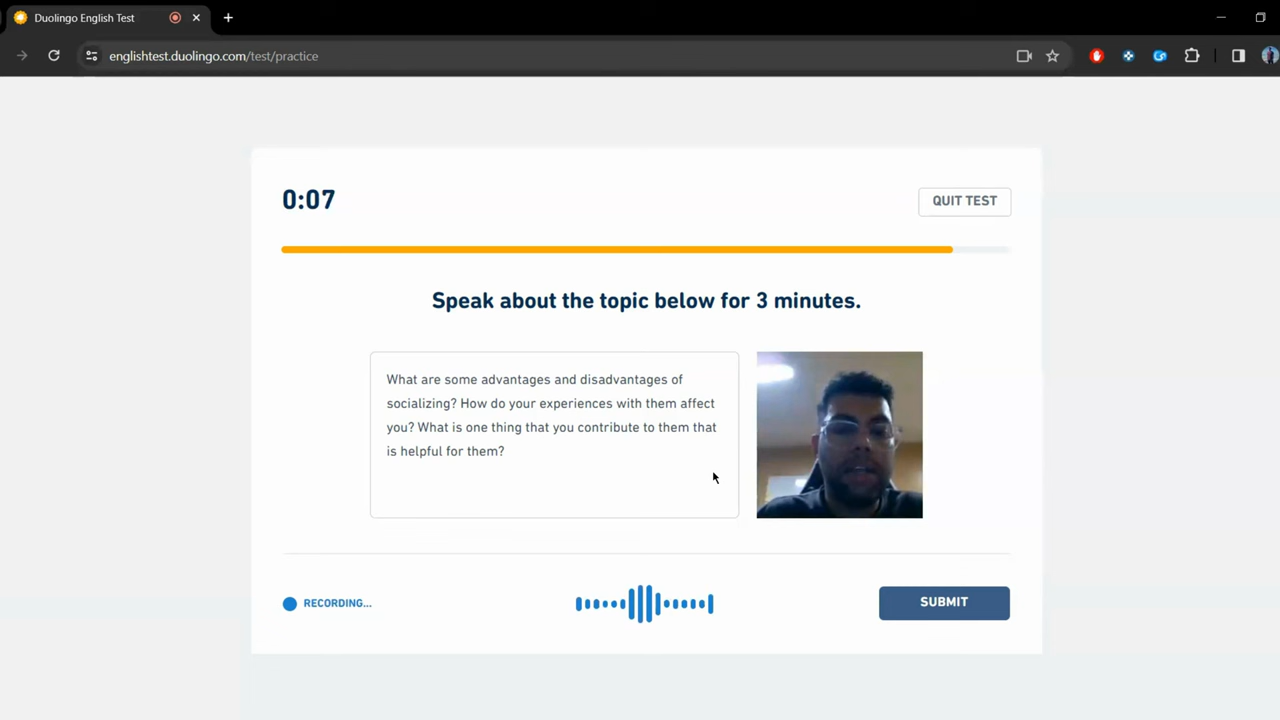 Duolingo English Test
englishtest.duolingo.com/test/practice
0:07
QUIT TEST
Speak about the topic below for 3 minutes.
What are some advantages and disadvantages of
socializing? How do your experiences with them affect
you? What is one thing that you contribute to them that
is helpful for them?
RECORDING...
SUBMIT